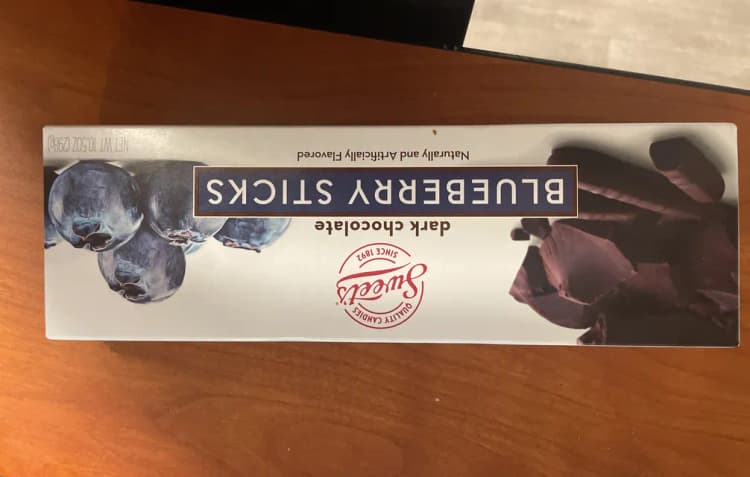 QUALITY CANDIES
Sweet's
SINCE 1892
dark chocolate
BLUEBERRY STICKS
Naturally and Artificially Flavored
NET WT 10.5OZ (298g)